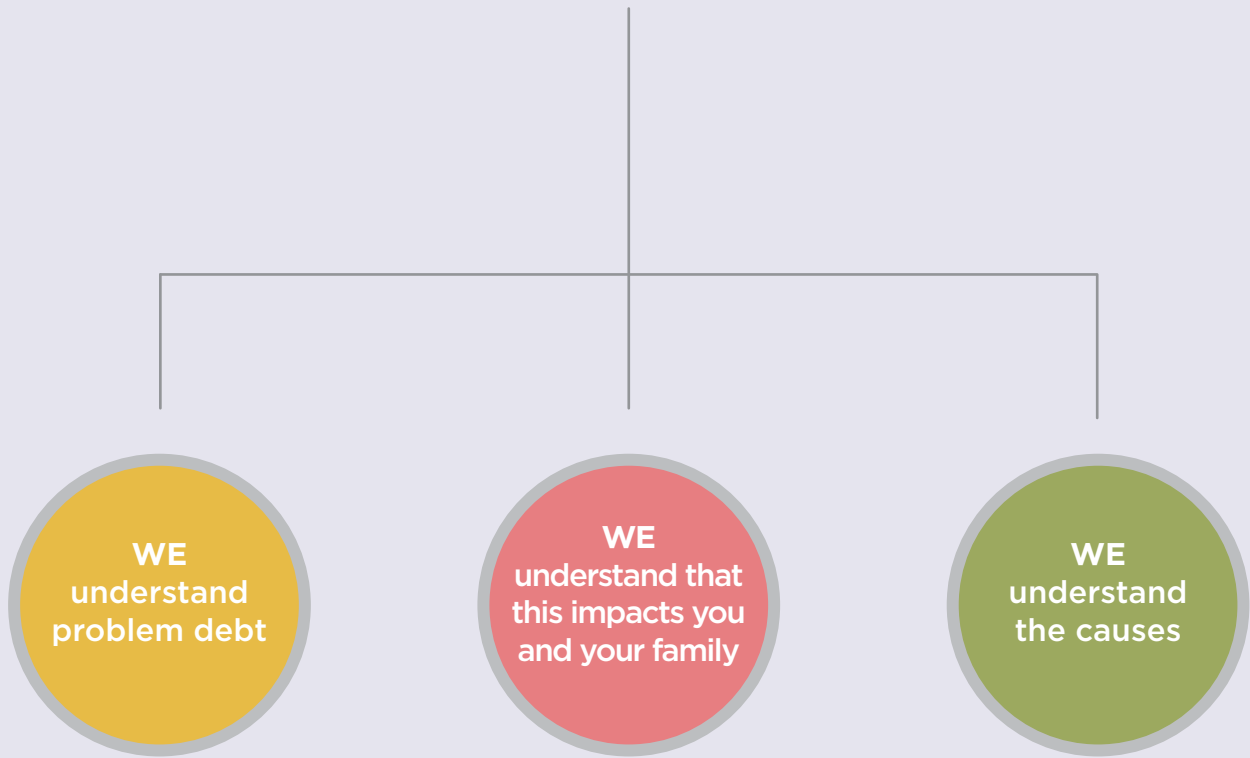 WE
understand
problem debt
WE
understand that
this impacts you
and your family
WE
understand
the causes